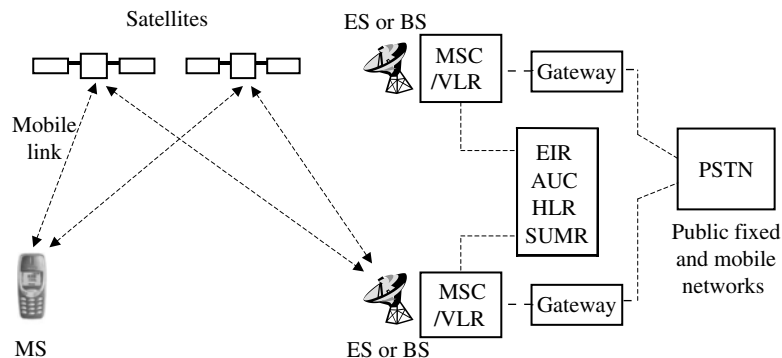 Satellites
ES or BS
MSC
/VLR
Gateway
Mobile
link
EIR
AUC
HLR
SUMR
PSTN
Public fixed
and mobile
networks
MSC
/VLR
Gateway
MS
ES or BS